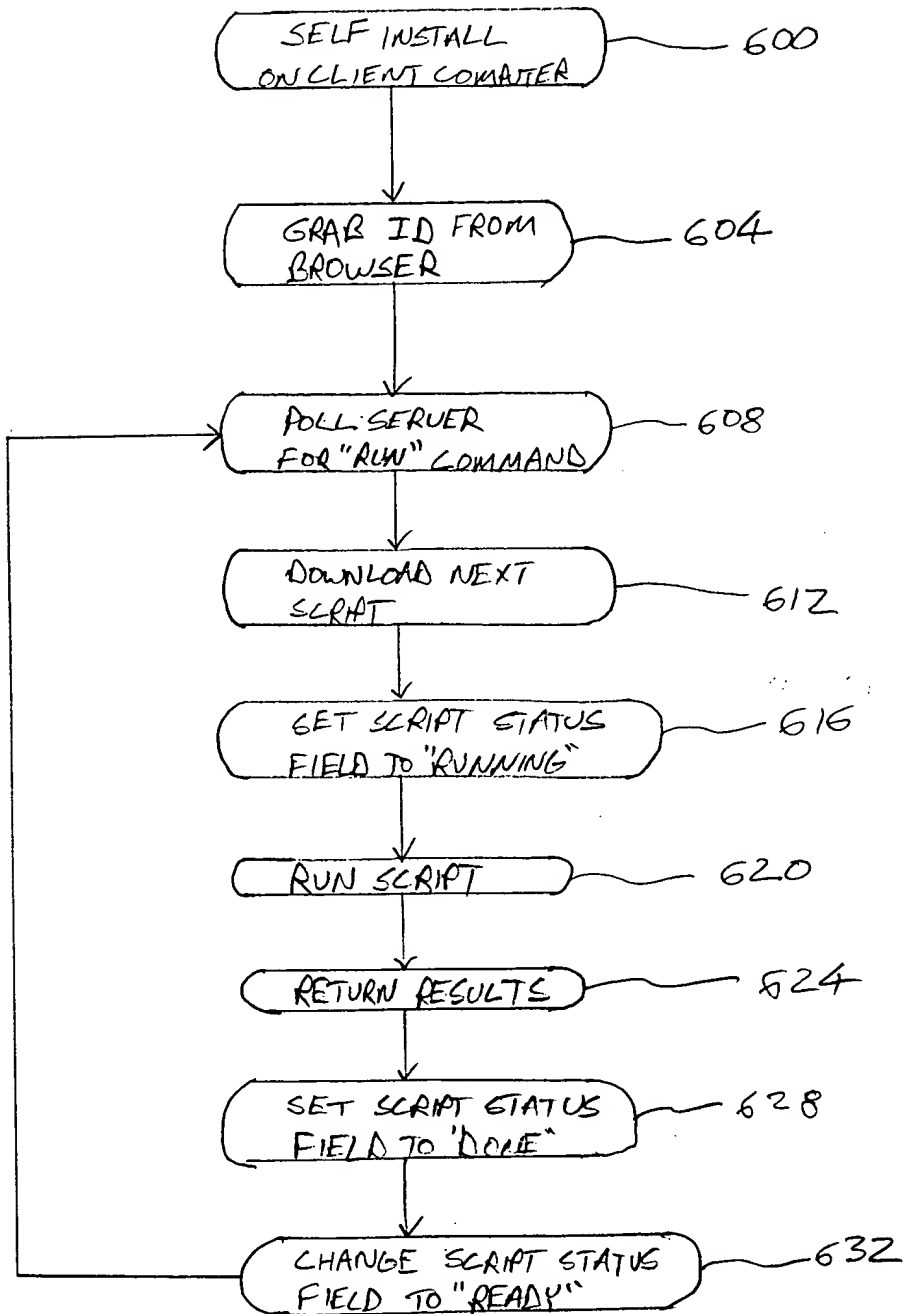 SELF INSTALL
ON CLIENT COMPUTER
600
GRAB ID FROM
BROWSER
604
POLL SERVER
FOR "RUN" COMMAND
608
DOWNLOAD NEXT
SCRIPT
612
SET SCRIPT STATUS
FIELD TO "RUNNING"
616
RUN SCRIPT
620
RETURN RESULTS
624
SET SCRIPT STATUS
FIELD TO "DONE"
628
CHANGE SCRIPT STATUS
FIELD TO "READY"
632